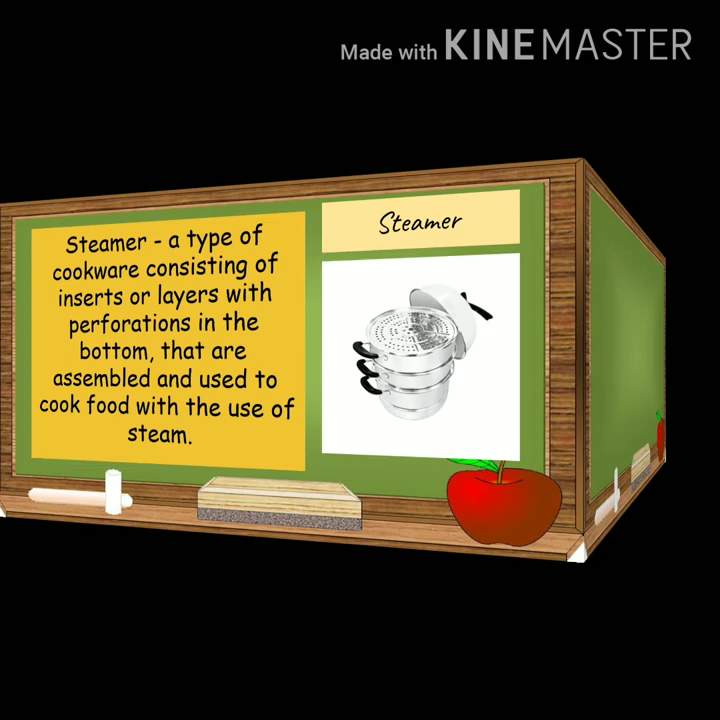 Made with KINEMASTER
Steamer - a type of
cookware consisting of
inserts or layers with
perforations in the
bottom, that are
assembled and used to
cook food with the use of
steam.
Steamer